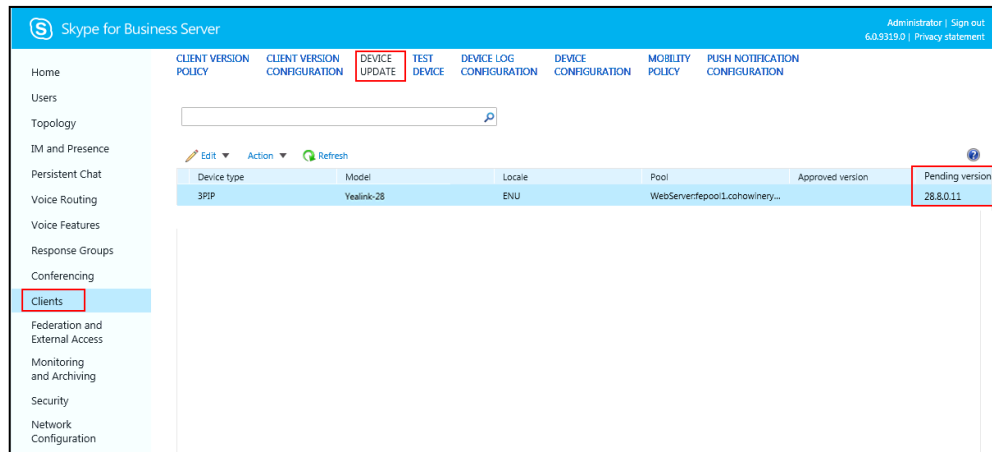 S Skype for Business Server
Administrator | Sign out
6.0.9319.0 | Privacy statement
Home
Users
Topology
IM and Presence
Persistent Chat
Voice Routing
Voice Features
Response Groups
Conferencing
Clients
Federation and
External Access
Monitoring
and Archiving
Security
Network
Configuration
CLIENT VERSION
POLICY
CLIENT VERSION
CONFIGURATION
DEVICE
UPDATE
TEST
DEVICE
DEVICE LOG
CONFIGURATION
DEVICE
CONFIGURATION
MOBILITY
POLICY
PUSH NOTIFICATION
CONFIGURATION
Edit Action Refresh
Device type Model Locale Pool Approved version Pending version
3PIP Yealink-28 ENU WebServer:fepool1.cohowinery... 28.8.0.11